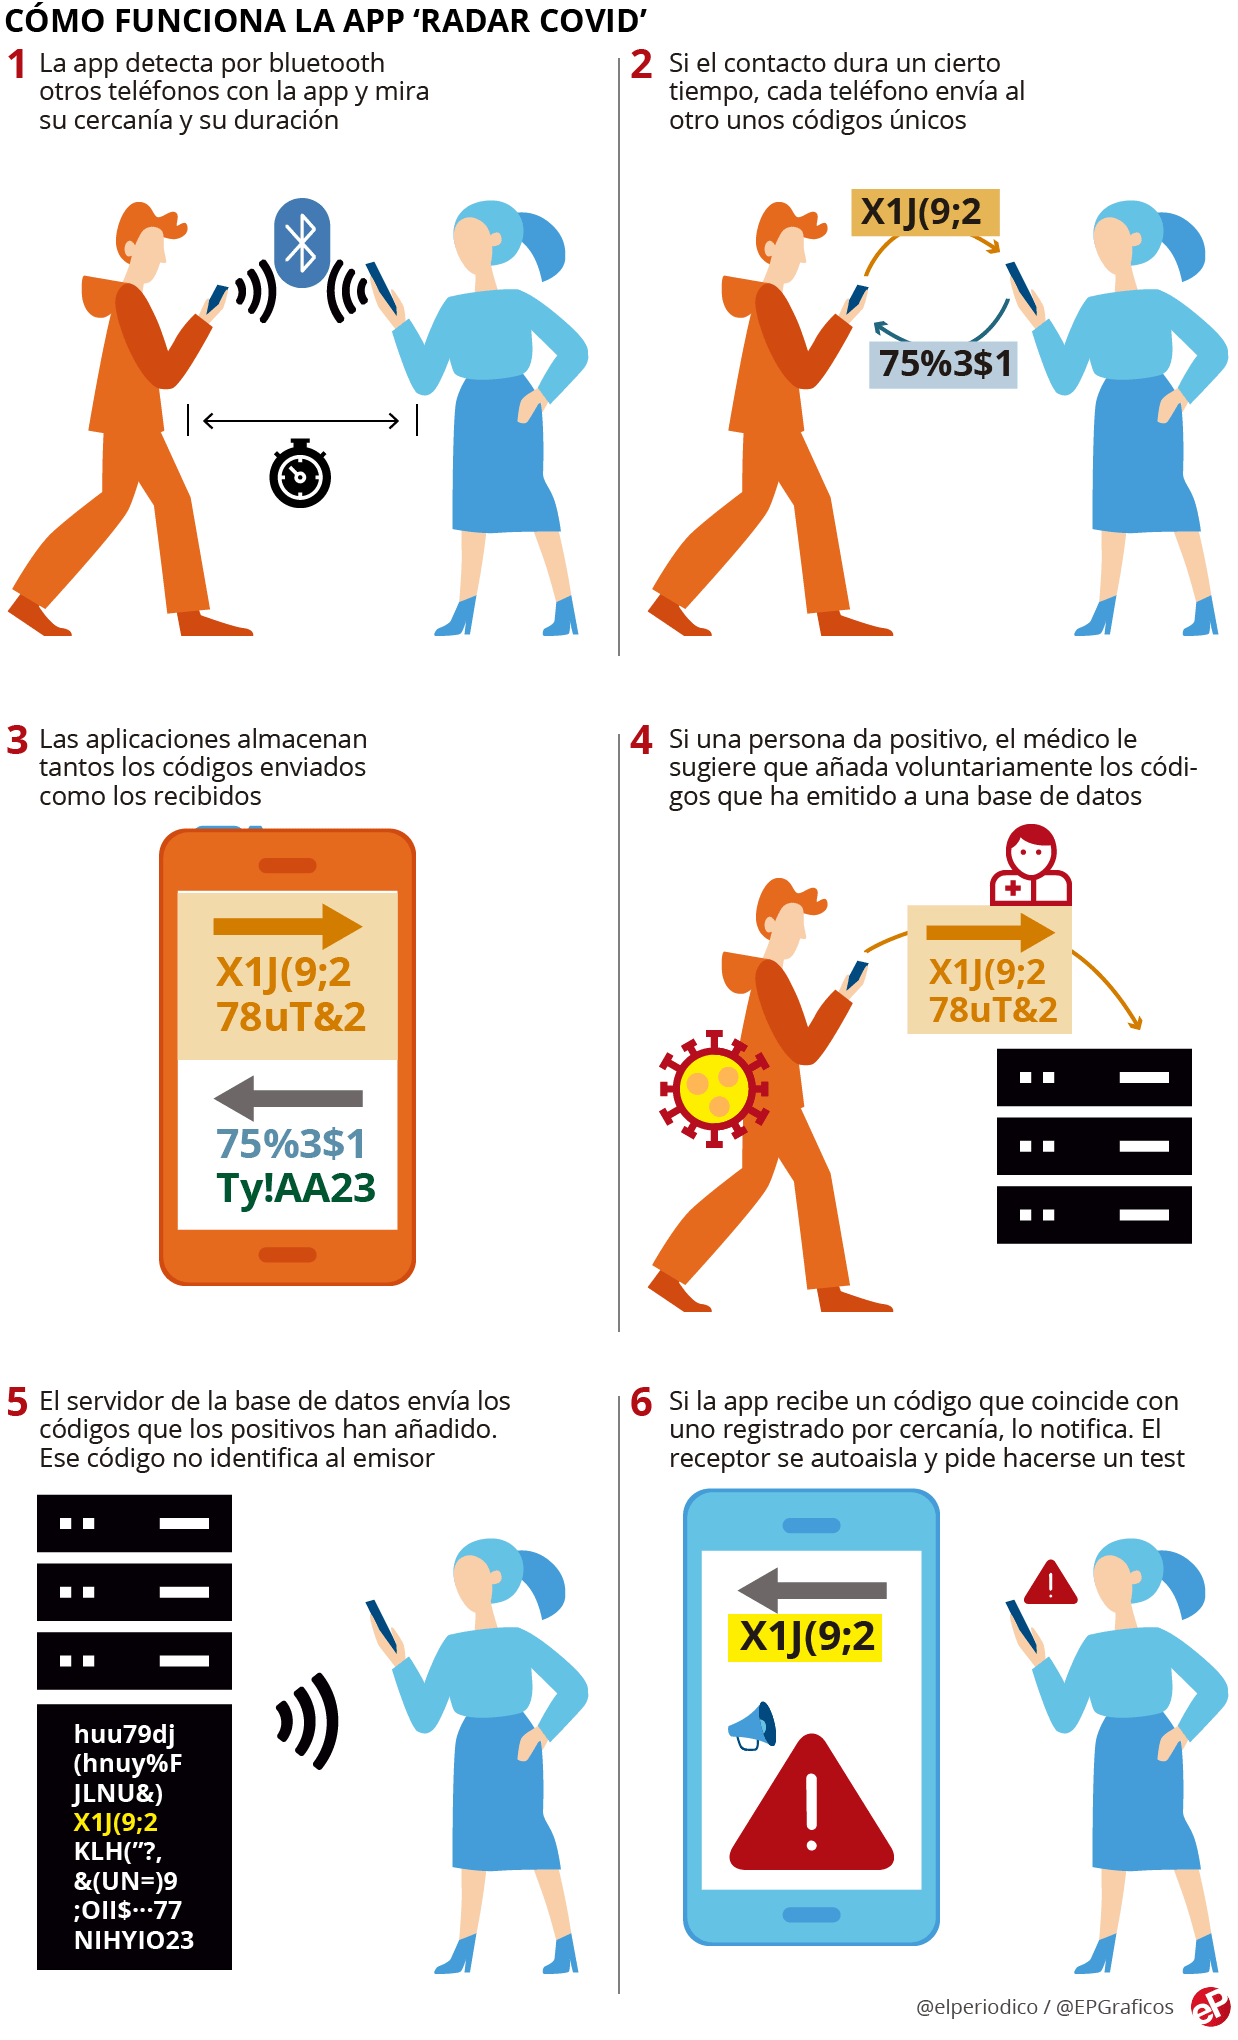 CÓMO FUNCIONA LA APP ‘RADAR COVID’
1 La app detecta por bluetooth
otros teléfonos con la app y mira
su cercanía y su duración
2 Si el contacto dura un cierto
tiempo, cada teléfono envía al
otro unos códigos únicos
X1J(9;2
75%3$1
3 Las aplicaciones almacenan
tantos los códigos enviados
como los recibidos
X1J(9;2
78uT&2
75%3$1
Ty!AA23
4 Si una persona da positivo, el médico le
sugiere que añada voluntariamente los códi-
gos que ha emitido a una base de datos
X1J(9;2
78uT&2
5 El servidor de la base de datos envía los
códigos que los positivos han añadido.
Ese código no identifica al emisor
huu79dj
(hnuy%F
JLNU&)
X1J(9;2
KLH(”?,
&(UN=)9
;OII$···77
NIHYIO23
6 Si la app recibe un código que coincide con
uno registrado por cercanía, lo notifica. El
receptor se autoaisla y pide hacerse un test
X1J(9;2
@elperiodico / @EPGraficos
eP